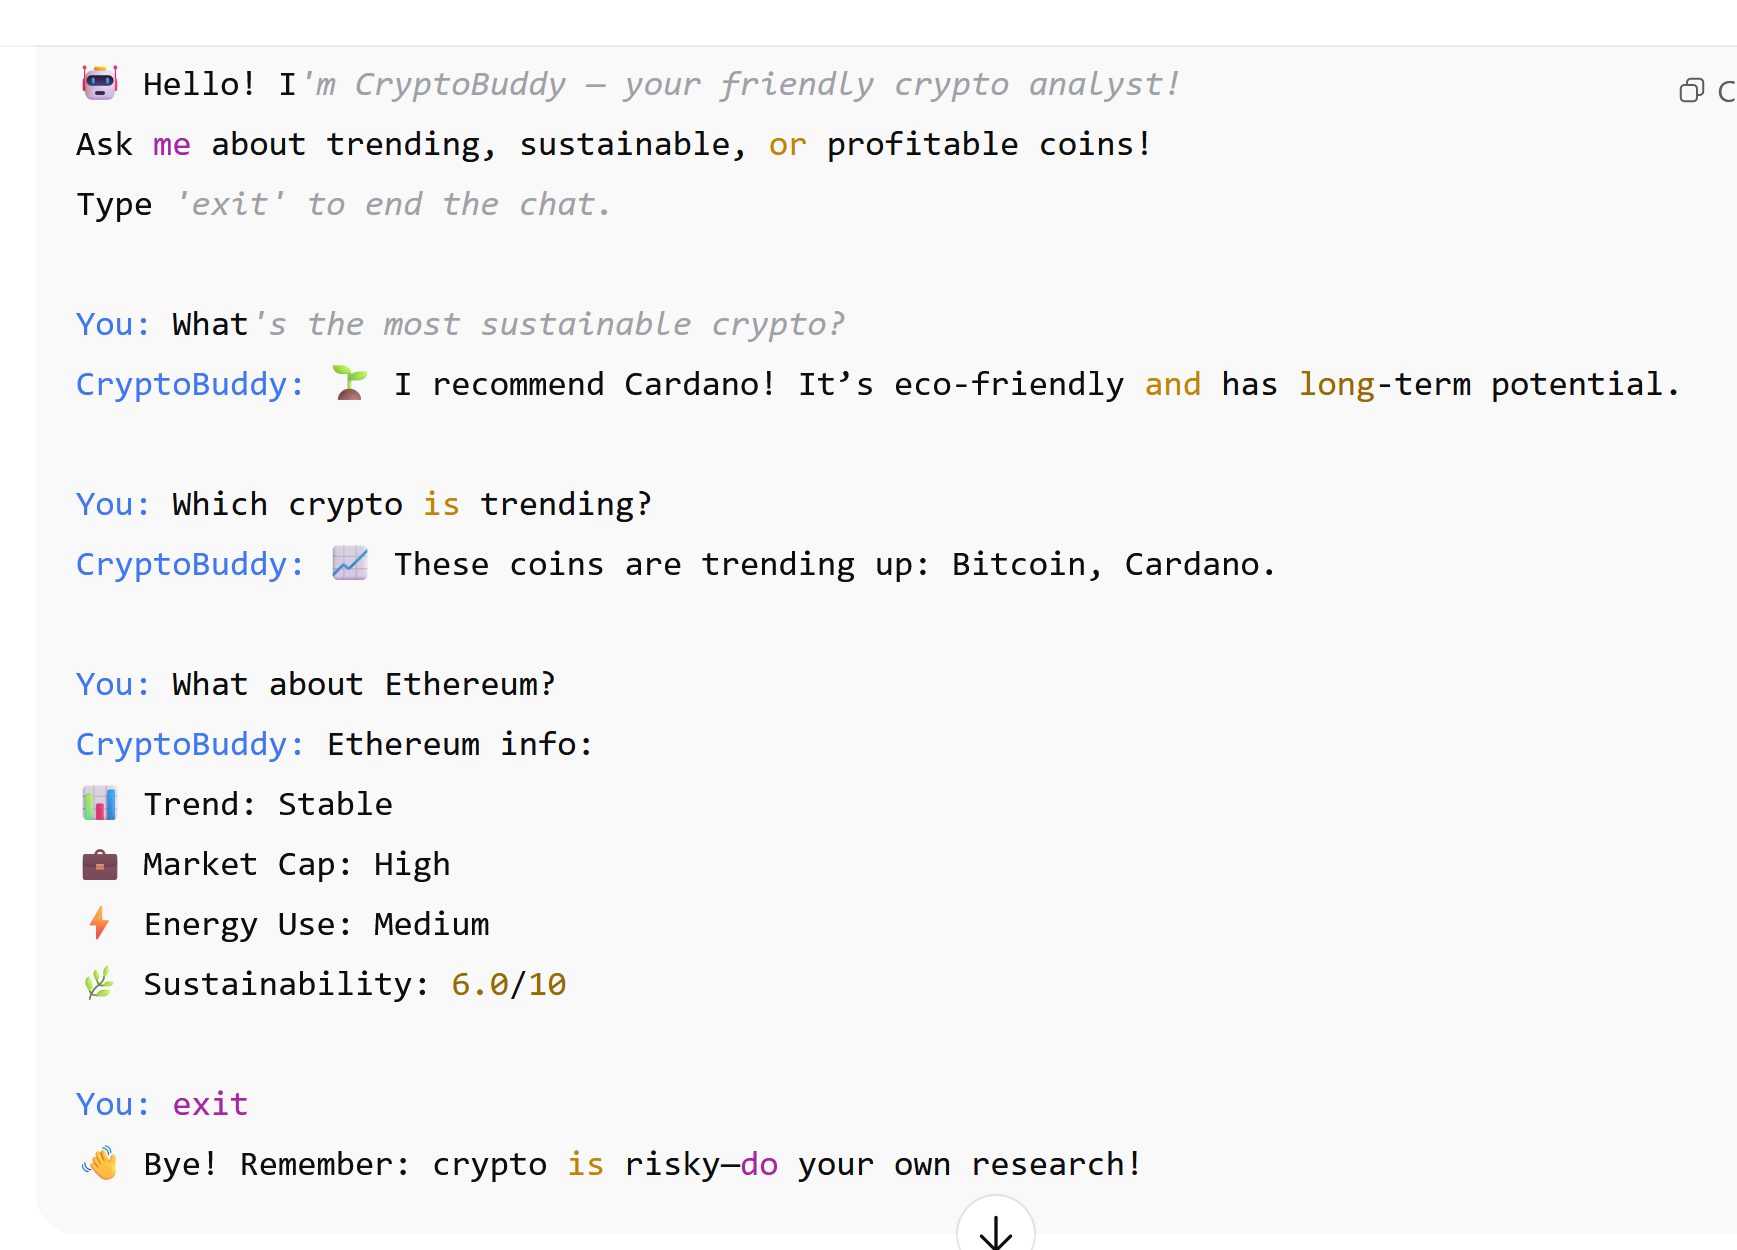 🤖 Hello! I'm CryptoBuddy — your friendly crypto analyst!
C
Ask me about trending, sustainable, or profitable coins!
Type 'exit' to end the chat.
You: What's the most sustainable crypto?
CryptoBuddy: 🌱 I recommend Cardano! It’s eco-friendly and has long-term potential.
You: Which crypto is trending?
CryptoBuddy: 📈 These coins are trending up: Bitcoin, Cardano.
You: What about Ethereum?
CryptoBuddy: Ethereum info:
📊 Trend: Stable
💼 Market Cap: High
⚡ Energy Use: Medium
🌿 Sustainability: 6.0/10
You: exit
👋 Bye! Remember: crypto is risky—do your own research!